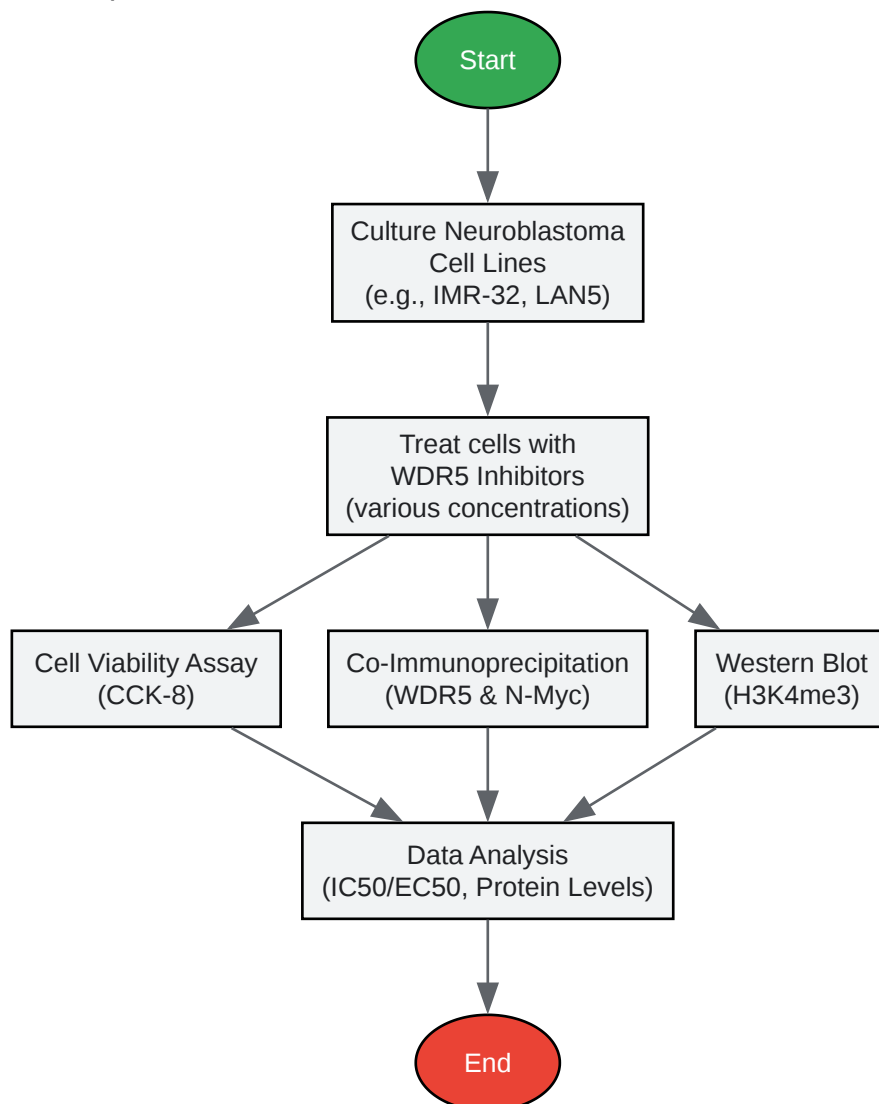 Start
Culture Neuroblastoma
Cell Lines
(e.g., IMR-32, LAN5)
Treat cells with
WDR5 Inhibitors
(various concentrations)
Cell Viability Assay
(CCK-8)
Co-Immunoprecipitation
(WDR5 & N-Myc)
Western Blot
(H3K4me3)
Data Analysis
(IC50/EC50, Protein Levels)
End